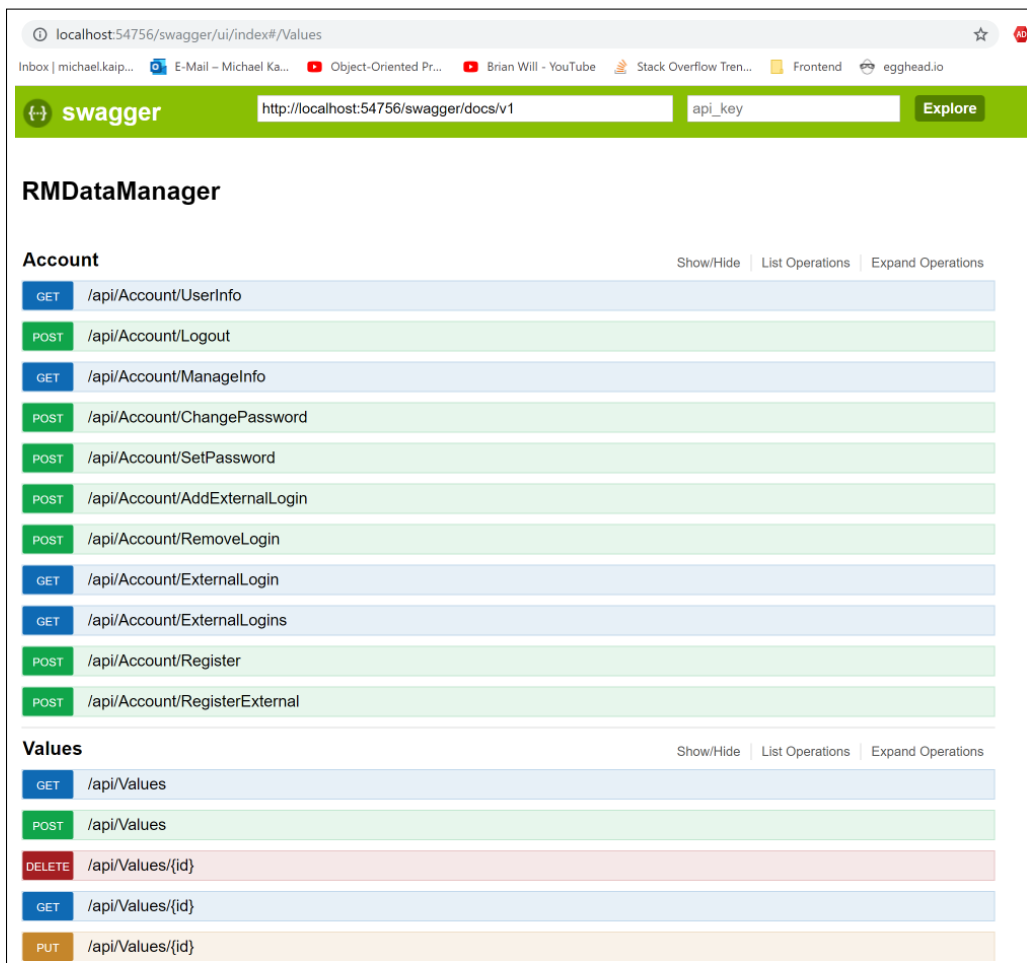 localhost:54756/swagger/ui/index#/Values
Inbox | michael.kaip... E-Mail – Michael Ka... Object-Oriented Pr... Brian Will - YouTube Stack Overflow Tren... Frontend egghead.io
{...} swagger http://localhost:54756/swagger/docs/v1 api_key Explore
RMDataManager
Account Show/Hide List Operations Expand Operations
GET /api/Account/UserInfo
POST /api/Account/Logout
GET /api/Account/ManageInfo
POST /api/Account/ChangePassword
POST /api/Account/SetPassword
POST /api/Account/AddExternalLogin
POST /api/Account/RemoveLogin
GET /api/Account/ExternalLogin
GET /api/Account/ExternalLogins
POST /api/Account/Register
POST /api/Account/RegisterExternal
Values Show/Hide List Operations Expand Operations
GET /api/Values
POST /api/Values
DELETE /api/Values/{id}
GET /api/Values/{id}
PUT /api/Values/{id}